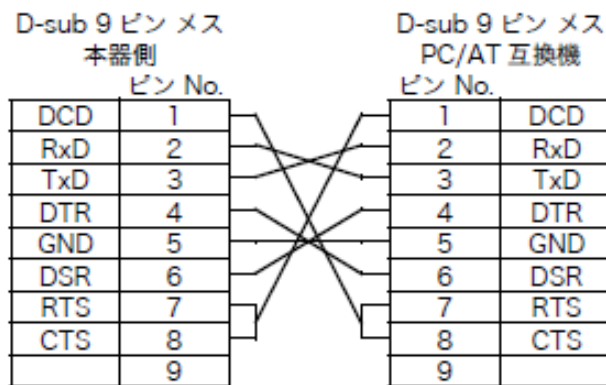 D-sub 9 ピン メス D-sub 9 ピン メス
本器側 PC/AT 互換機
ピン No. ピン No.
DCD 1 1 DCD
RxD 2 2 RxD
TxD 3 3 TxD
DTR 4 4 DTR
GND 5 5 GND
DSR 6 6 DSR
RTS 7 7 RTS
CTS 8 8 CTS
9 9